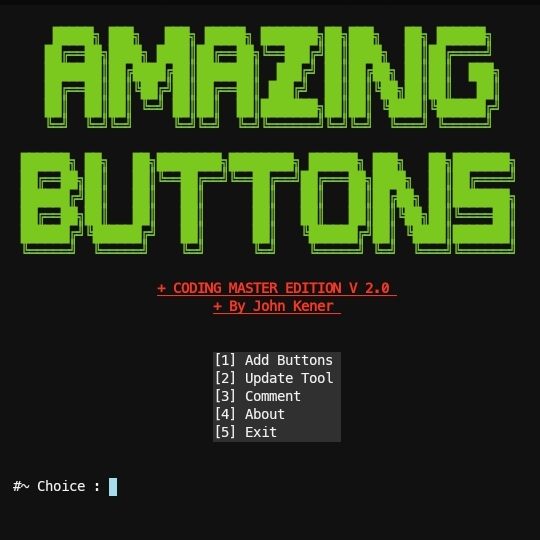 AMAZING
BUTTONS
+ CODING MASTER EDITION V 2.0
+ By John Kener
[1] Add Buttons
[2] Update Tool
[3] Comment
[4] About
[5] Exit
#~ Choice :